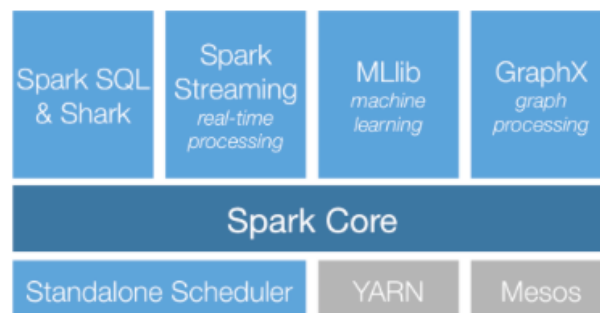 Spark SQL
& Shark
Spark
Streaming
real-time
processing
MLlib
machine
learning
GraphX
graph
processing
Spark Core
Standalone Scheduler
YARN
Mesos